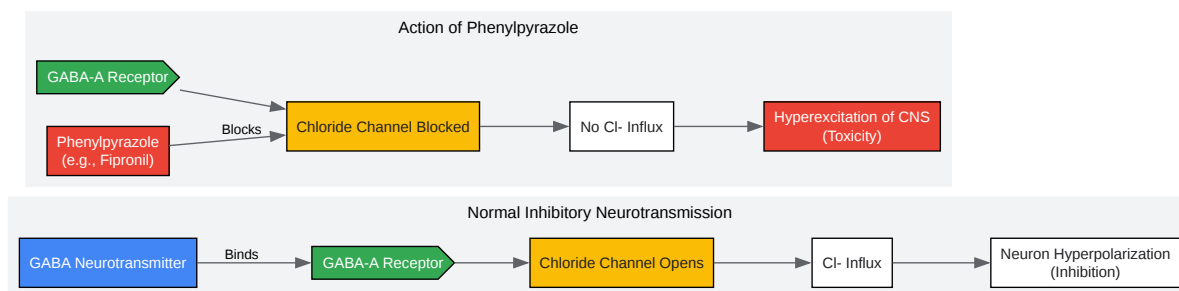 Action of Phenylpyrazole
GABA-A Receptor
Phenylpyrazole
(e.g., Fipronil)
Blocks
Chloride Channel Blocked
No Cl- Influx
Hyperexcitation of CNS
(Toxicity)
Normal Inhibitory Neurotransmission
GABA Neurotransmitter
Binds
GABA-A Receptor
Chloride Channel Opens
Cl- Influx
Neuron Hyperpolarization
(Inhibition)